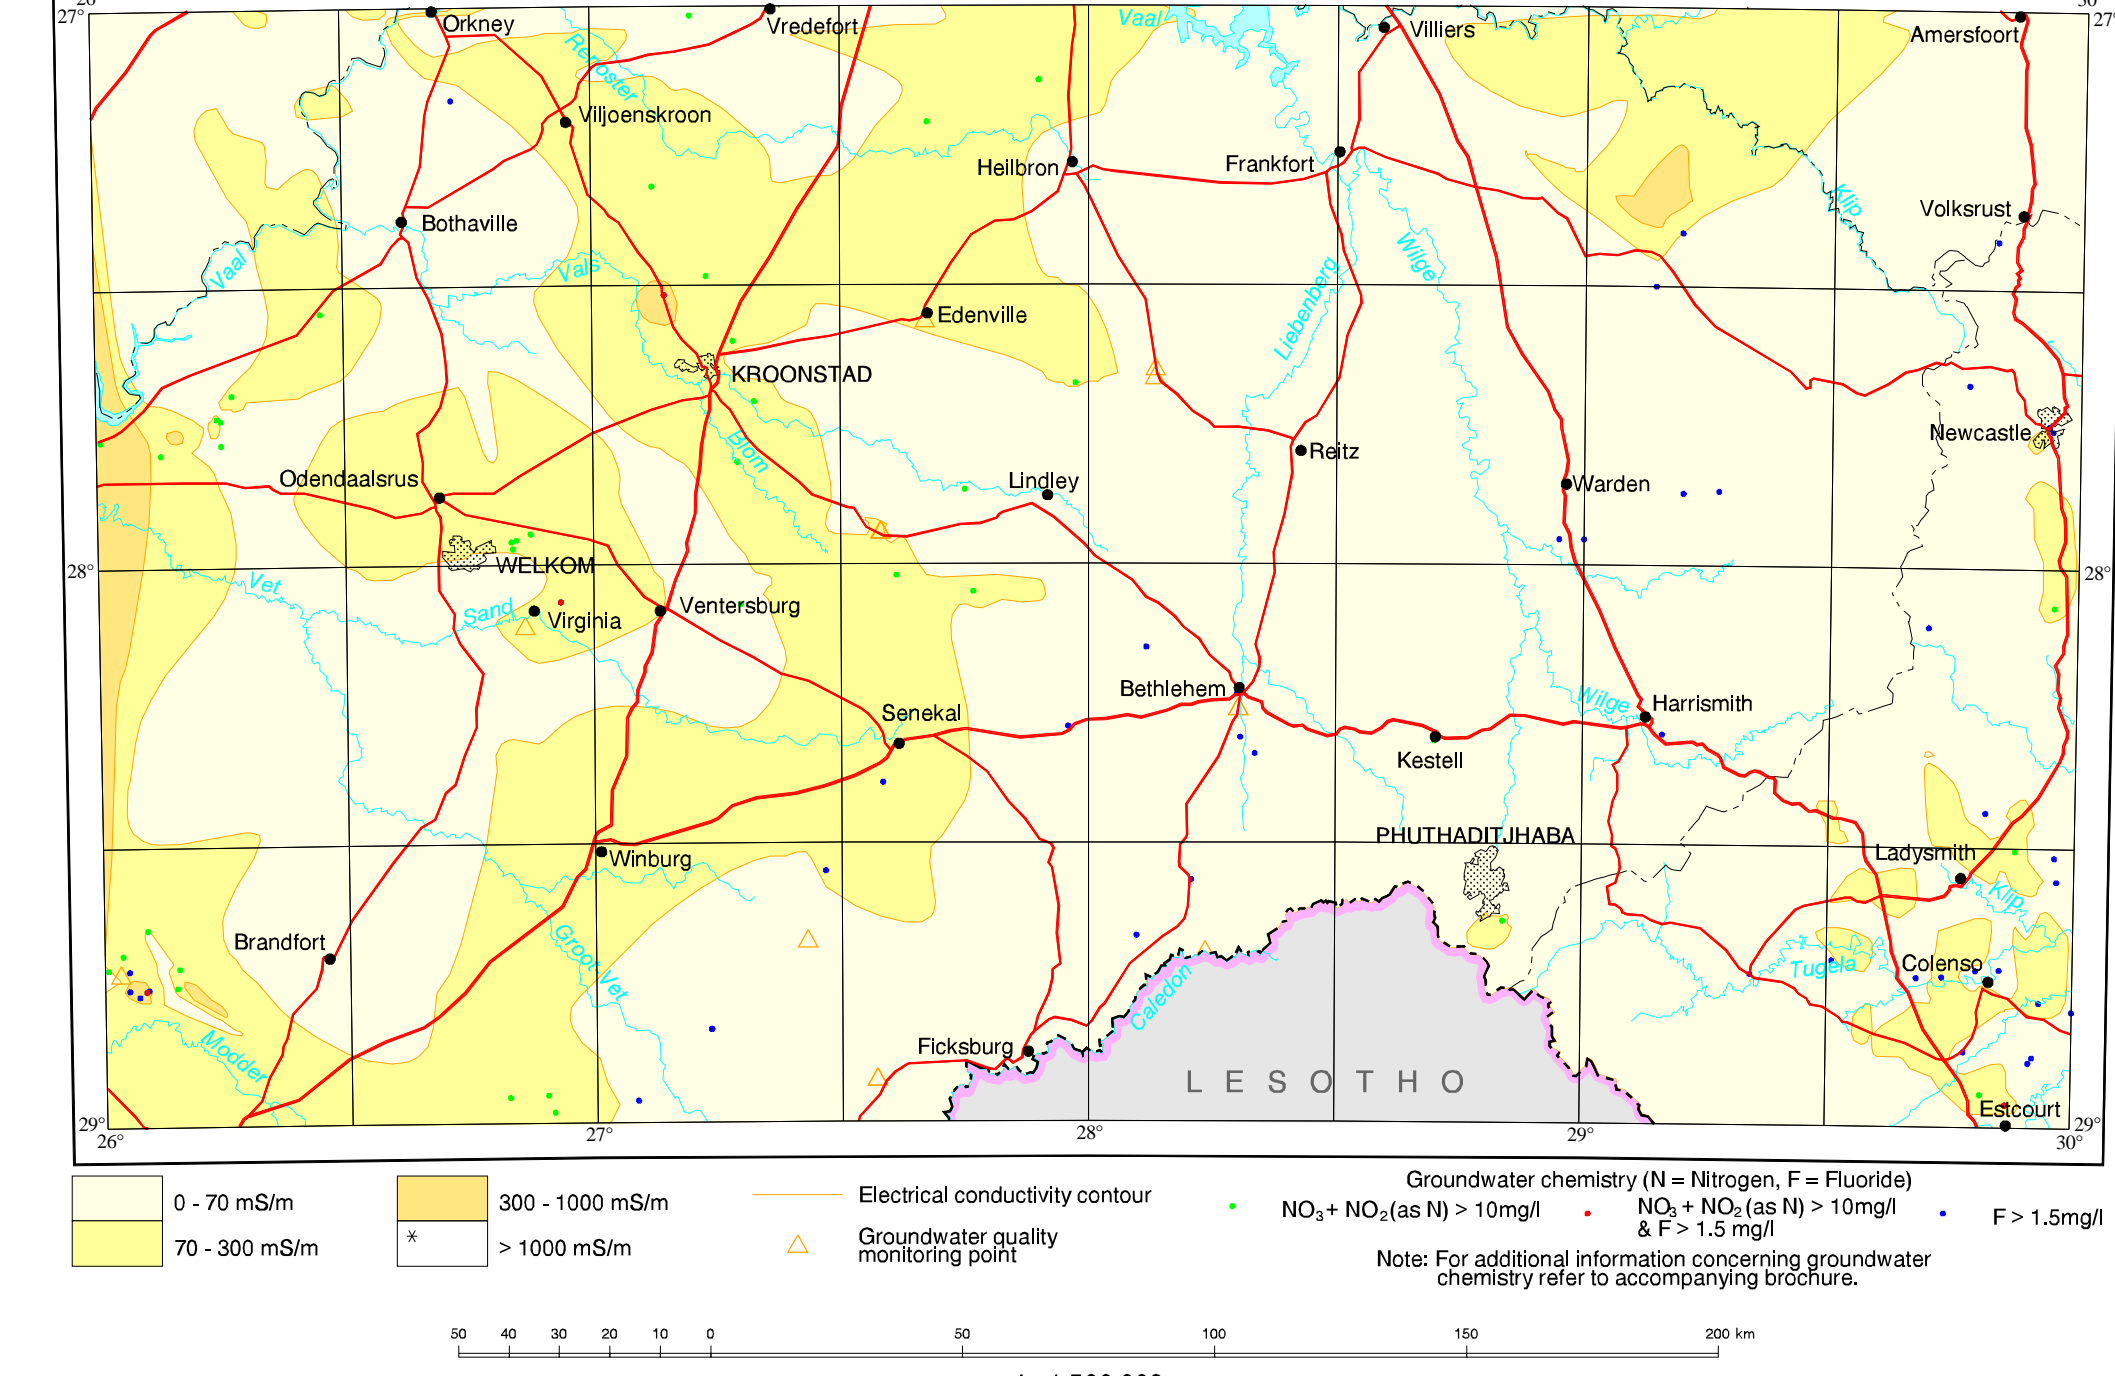 26°
30°
27°
27°
Orkney
Vredefort
Vaal
Villiers
Amersfoort
Renoster
Viljoenskroon
Heilbron
Frankfort
Klip
Volksrust
Bothaville
Vaal
Vals
Wilge
Liebenberg
Edenville
KROONSTAD
Blom
Newcastle
Reitz
Odendaalsrus
Lindley
Warden
WELKOM
28°
28°
Vet
Sand
Virginia
Ventersburg
Bethlehem
Senekal
Wilge
Harrismith
Kestell
PHUTHADITJHABA
Winburg
Ladysmith
Klip
Brandfort
Groot-Vet
Caledon
Tugela
Colenso
Modder
Ficksburg
LESOTHO
Estcourt
29°
29°
26°
27°
28°
29°
30°
0 - 70 mS/m
70 - 300 mS/m
300 - 1000 mS/m
* > 1000 mS/m
Electrical conductivity contour
Groundwater quality
monitoring point
Groundwater chemistry (N = Nitrogen, F = Fluoride)
NO₃ + NO₂ (as N) > 10mg/l
NO₃ + NO₂ (as N) > 10mg/l
& F > 1.5 mg/l
F > 1.5mg/l
Note: For additional information concerning groundwater
chemistry refer to accompanying brochure.
50 40 30 20 10 0 50 100 150 200 km